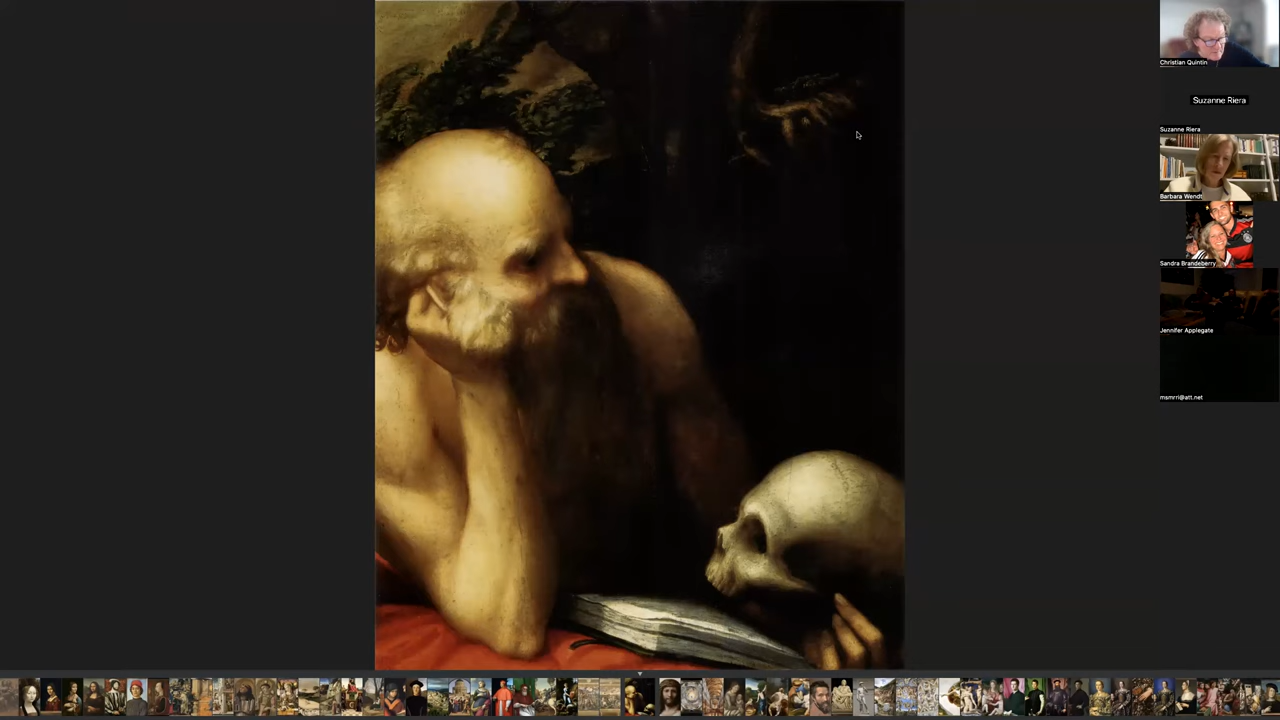 Christian Quintin
Suzanne Riera
Suzanne Riera
Barbara Wendt
Sandra Brandeberry
Jennifer Applegate
msmrri@att.net